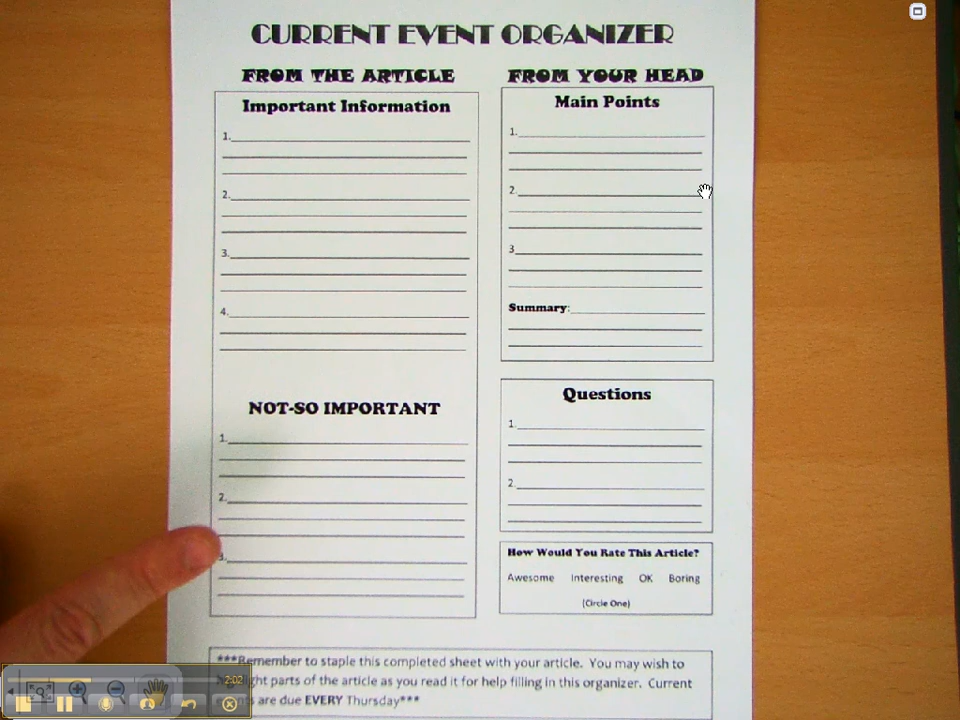 CURRENT EVENT ORGANIZER
FROM THE ARTICLE
Important Information
1.
2.
3.
4.
NOT-SO IMPORTANT
1.
2.
FROM YOUR HEAD
Main Points
1.
2.
3
Summary:
Questions
1.
2.
How Would You Rate This Article?
Awesome Interesting OK Boring
(Circle One)
***Remember to staple this completed sheet with your article. You may wish to
parts of the article as you read it for help filling in this organizer. Current
are due EVERY Thursday***
2:02